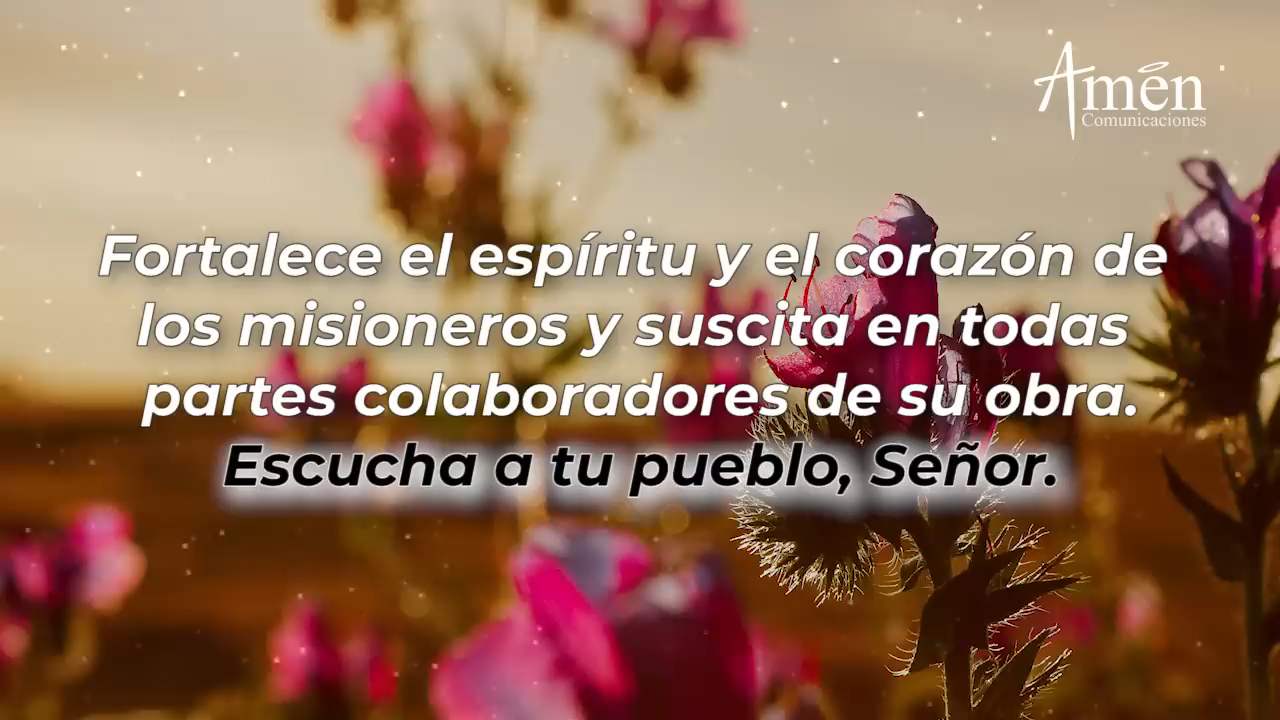 Amén
Comunicaciones
Fortalece el espíritu y el corazón de
los misioneros y suscita en todas
partes colaboradores de su obra.
Escucha a tu pueblo, Señor.